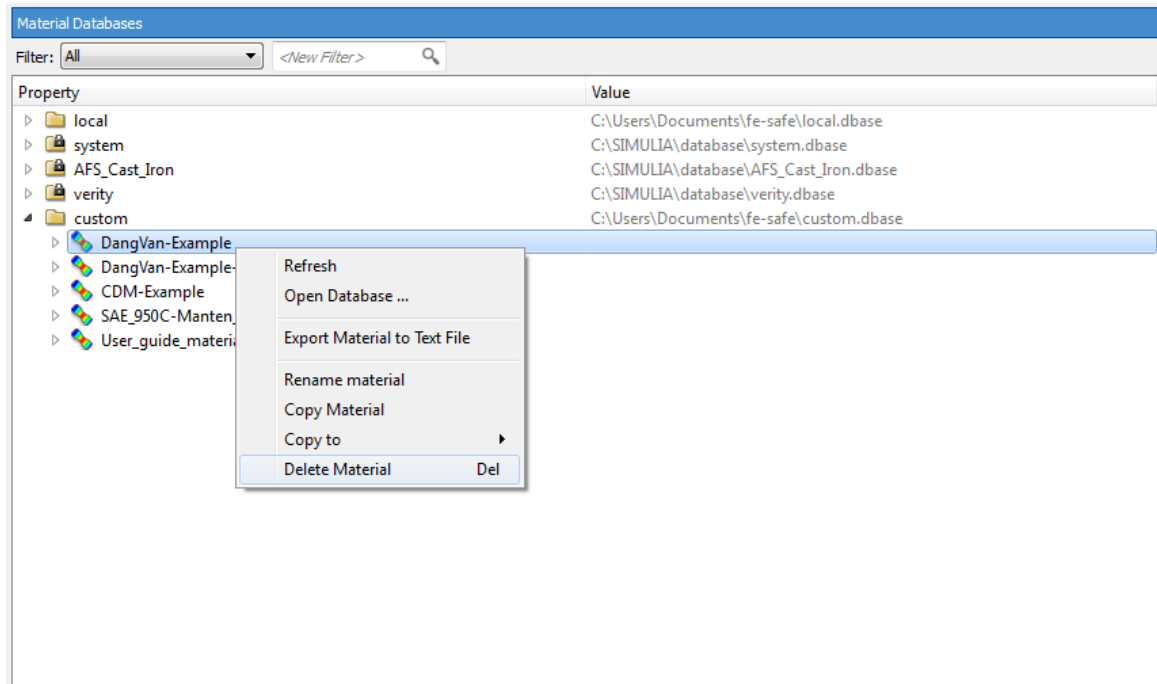 Material Databases
Filter: All <New Filter>
Property Value
local C:\Users\Documents\fe-safe\local.dbase
system C:\SIMULIA\database\system.dbase
AFS_Cast_Iron C:\SIMULIA\database\AFS_Cast_Iron.dbase
verity C:\SIMULIA\database\verity.dbase
custom C:\Users\Documents\fe-safe\custom.dbase
DangVan-Example
DangVan-Example-
CDM-Example
SAE_950C-Manten_
User_guide_materi
Refresh
Open Database ...
Export Material to Text File
Rename material
Copy Material
Copy to
Delete Material Del